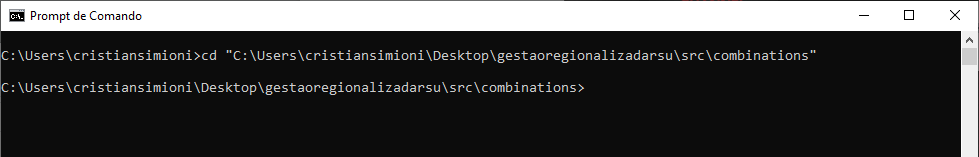 Prompt de Comando
C:\Users\cristiansimioni>cd "C:\Users\cristiansimioni\Desktop\gestaoregionalizadarsu\src\combinations"
C:\Users\cristiansimioni\Desktop\gestaoregionalizadarsu\src\combinations>